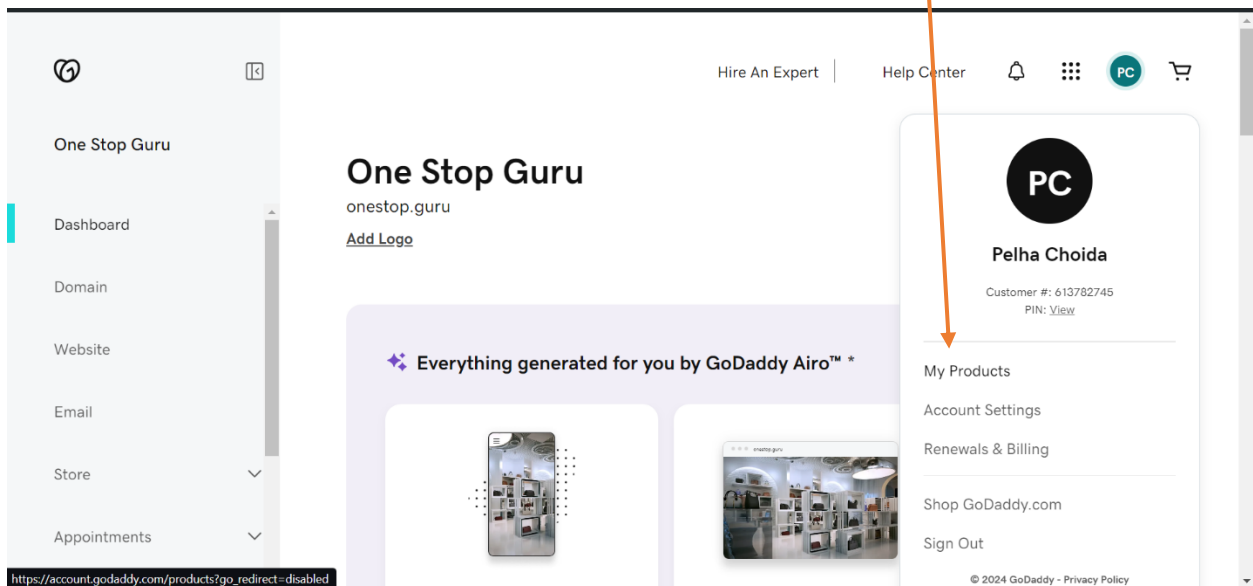 Hire An Expert
Help Center
PC
One Stop Guru
Dashboard
Domain
Website
Email
Store
Appointments
One Stop Guru
onestop.guru
Add Logo
Everything generated for you by GoDaddy Airo™ *
onestop.guru
PC
Pelha Choida
Customer #: 613782745
PIN: View
My Products
Account Settings
Renewals & Billing
Shop GoDaddy.com
Sign Out
© 2024 GoDaddy - Privacy Policy
https://account.godaddy.com/products?go_redirect=disabled